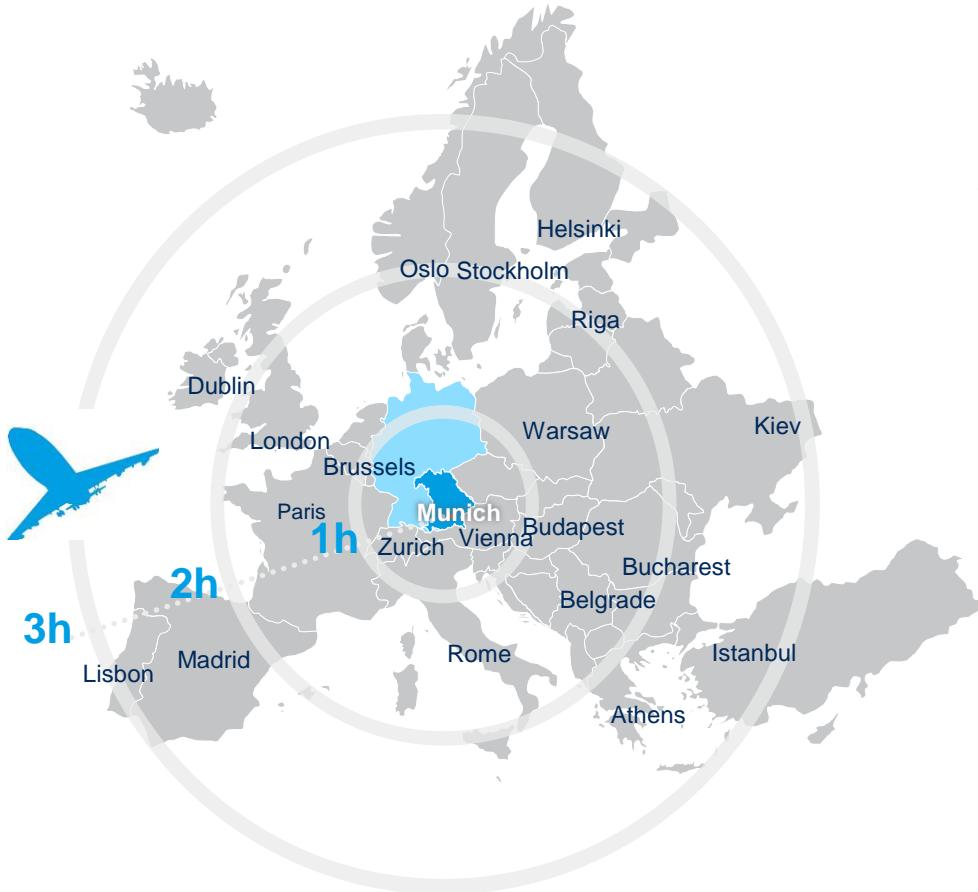 Helsinki
Oslo
Stockholm
Riga
Dublin
Kiev
Warsaw
London
Brussels
Paris
Munich
1h
Zurich
Vienna
Budapest
Bucharest
2h
Belgrade
3h
Lisbon
Madrid
Rome
Istanbul
Athens